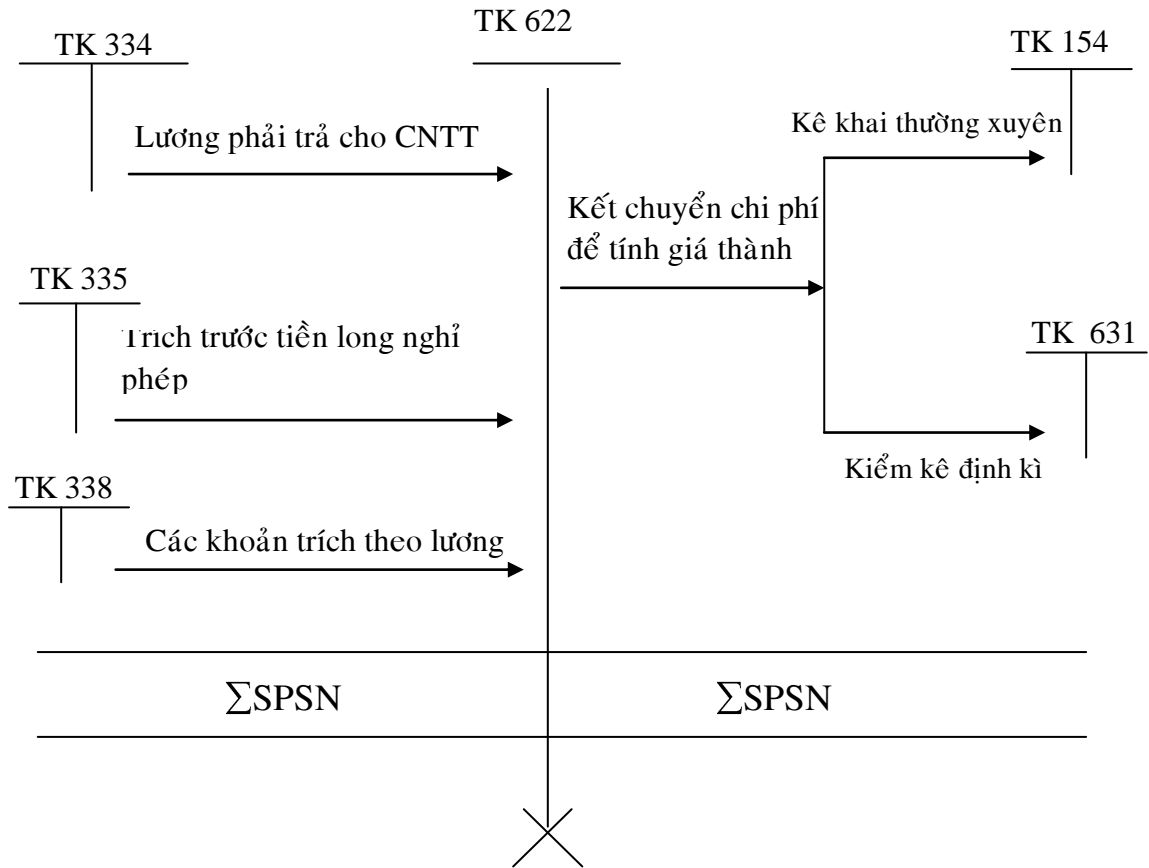 TK 334
TK 622
TK 154
Lương phải trả cho CNTT
Kê khai thường xuyên
Kết chuyển chi phí
để tính giá thành
TK 335
Trích trước tiền long nghỉ
phép
TK 631
Kiểm kê định kì
TK 338
Các khoản trích theo lương
∑SPSN
∑SPSN